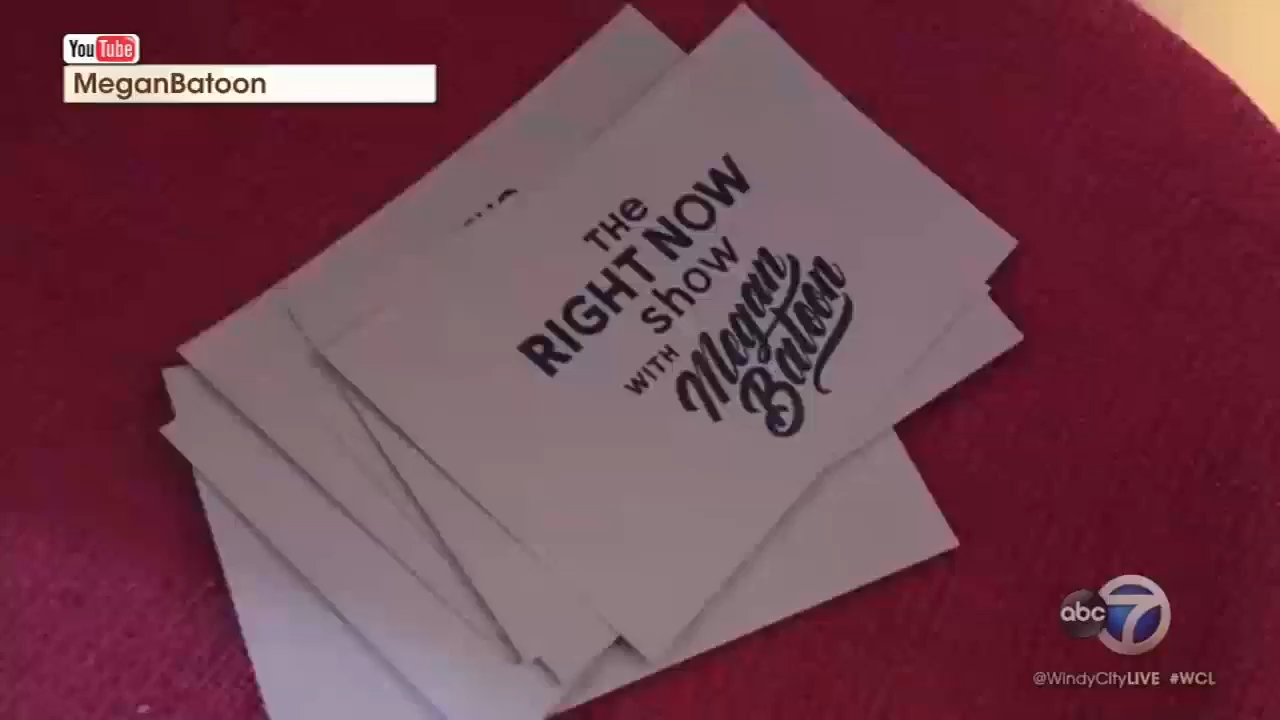 YouTube
MeganBatoon
THe
RIGHT NOW
show
WITH Megan
Batoon
abc 7
@WindyCityLIVE #WCL